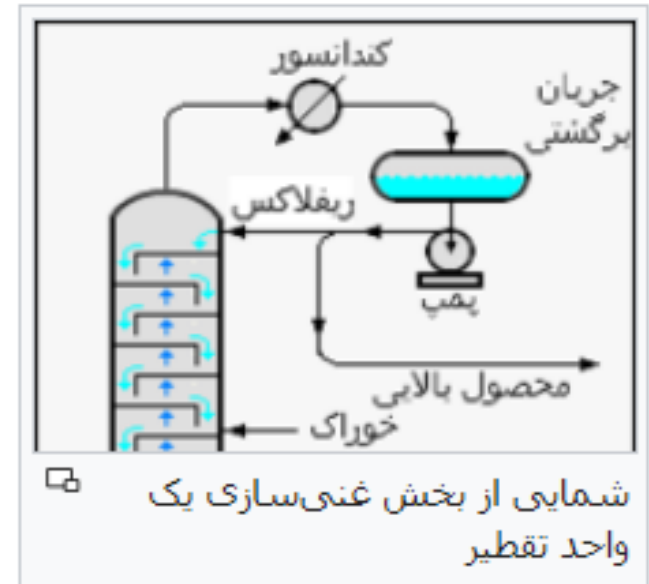 کندانسور
جریان
برگشتی
ریفلاکس
پمپ
محصول بالایی
خوراک
شمایی از بخش غنی‌سازی یک
واحد تقطیر